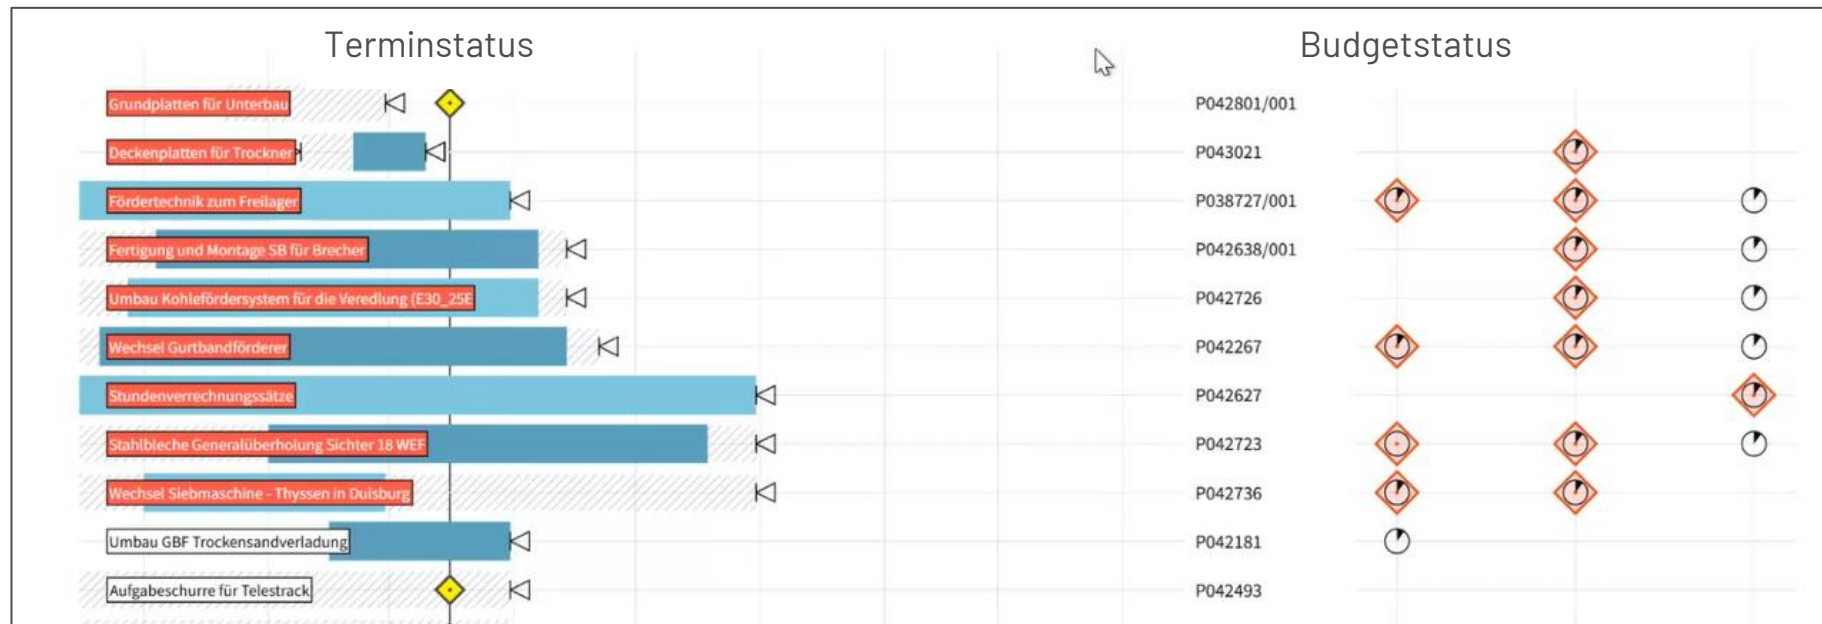 Terminstatus Budgetstatus
Grundplatten für Unterbau P042801/001
Deckenplatten für Trockner P043021
Fördertechnik zum Freilager P038727/001
Fertigung und Montage SB für Brecher P042638/001
Umbau Kohlefördersystem für die Veredlung (E30_25E P042726
Wechsel Gurtbandförderer P042267
Stundenverrechnungssätze P042627
Stahlbleche Generalüberholung Sichter 18 WEF P042723
Wechsel Siebmaschine - Thyssen in Duisburg P042736
Umbau GBF Trockensandverladung P042181
Aufgabeschurre für Telestrack P042493